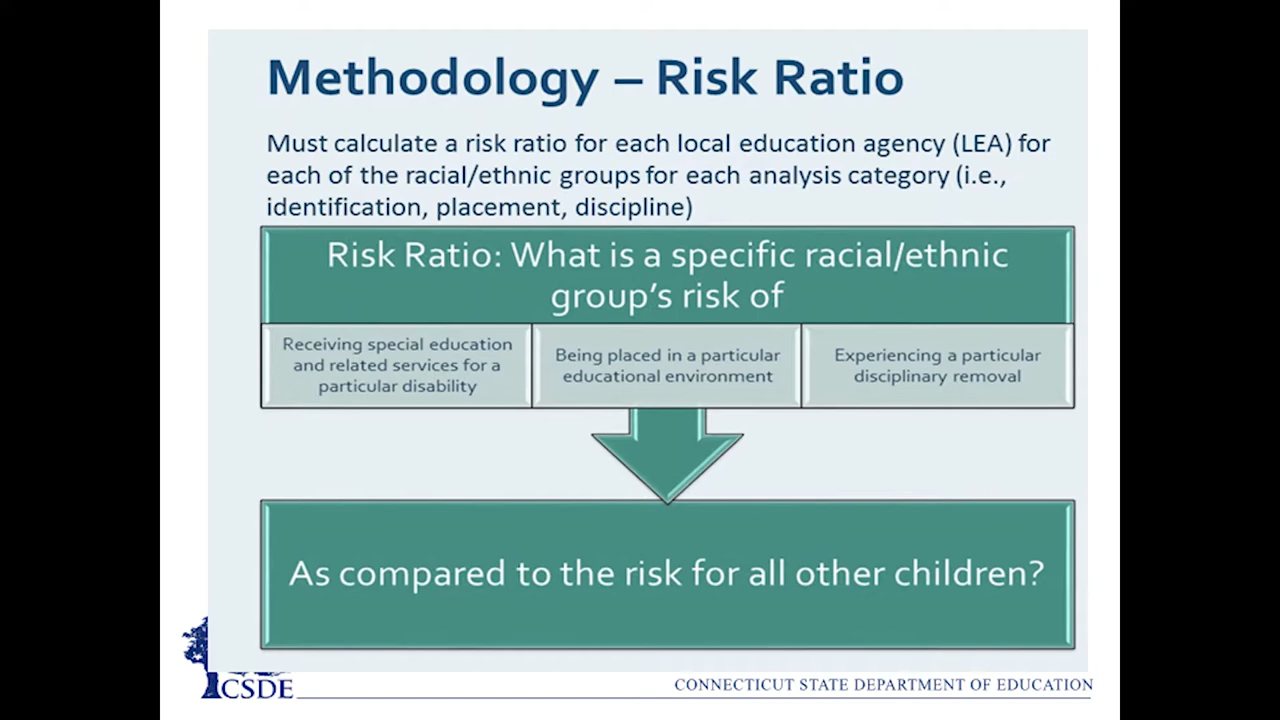 Methodology – Risk Ratio
Must calculate a risk ratio for each local education agency (LEA) for
each of the racial/ethnic groups for each analysis category (i.e.,
identification, placement, discipline)
Risk Ratio: What is a specific racial/ethnic
group's risk of
Receiving special education
and related services for a
particular disability
Being placed in a particular
educational environment
Experiencing a particular
disciplinary removal
As compared to the risk for all other children?
CSDE
CONNECTICUT STATE DEPARTMENT OF EDUCATION